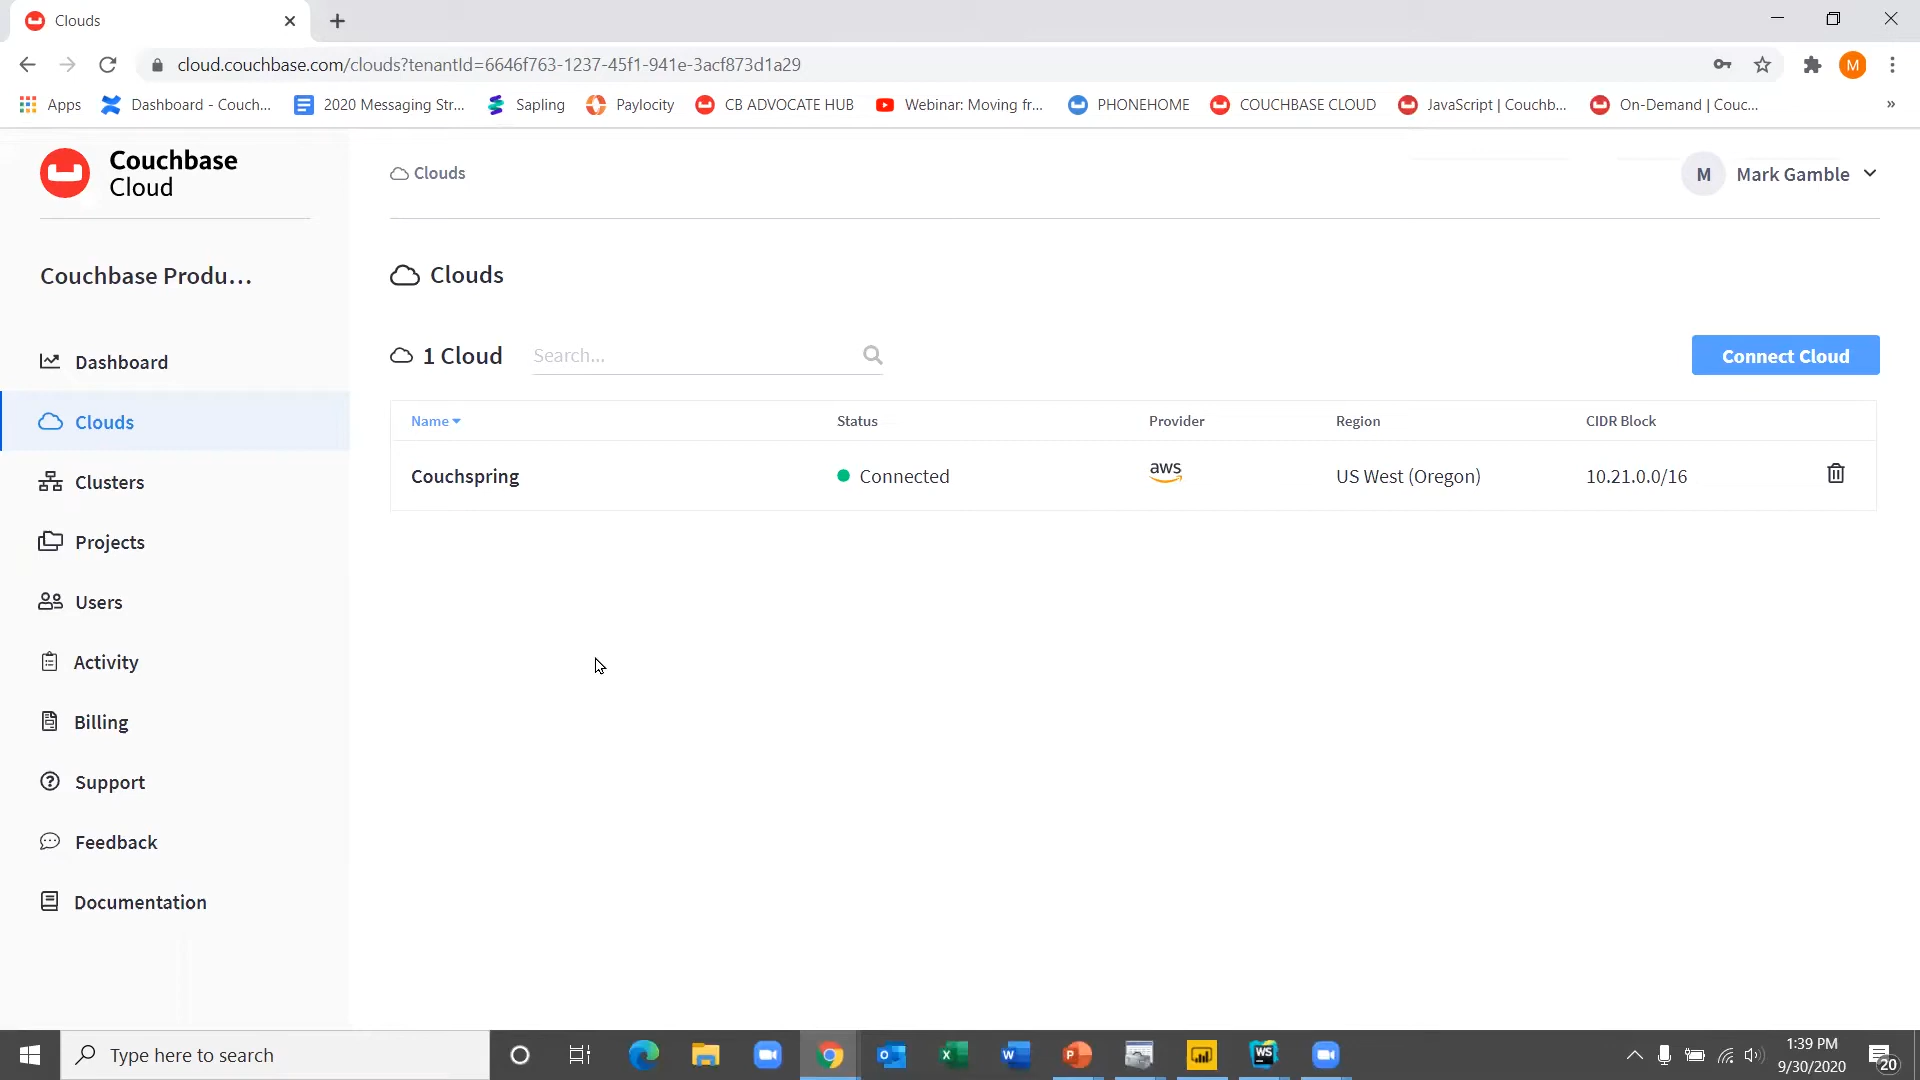 Clouds
cloud.couchbase.com/clouds?tenantId=6646f763-1237-45f1-941e-3acf873d1a29
M
Apps
Dashboard - Couch...
2020 Messaging Str...
Sapling
Paylocity
CB ADVOCATE HUB
Webinar: Moving fr...
PHONEHOME
COUCHBASE CLOUD
JavaScript | Couchb...
On-Demand | Couc...
»
Couchbase
Cloud
Clouds
M
Mark Gamble
Couchbase Produ...
Clouds
1 Cloud
Search...
Connect Cloud
Dashboard
Clouds
Clusters
Projects
Users
Activity
Billing
Support
Feedback
Documentation
Name Status Provider Region CIDR Block
Couchspring Connected aws US West (Oregon) 10.21.0.0/16
Type here to search
WS
1:39 PM
9/30/2020
20